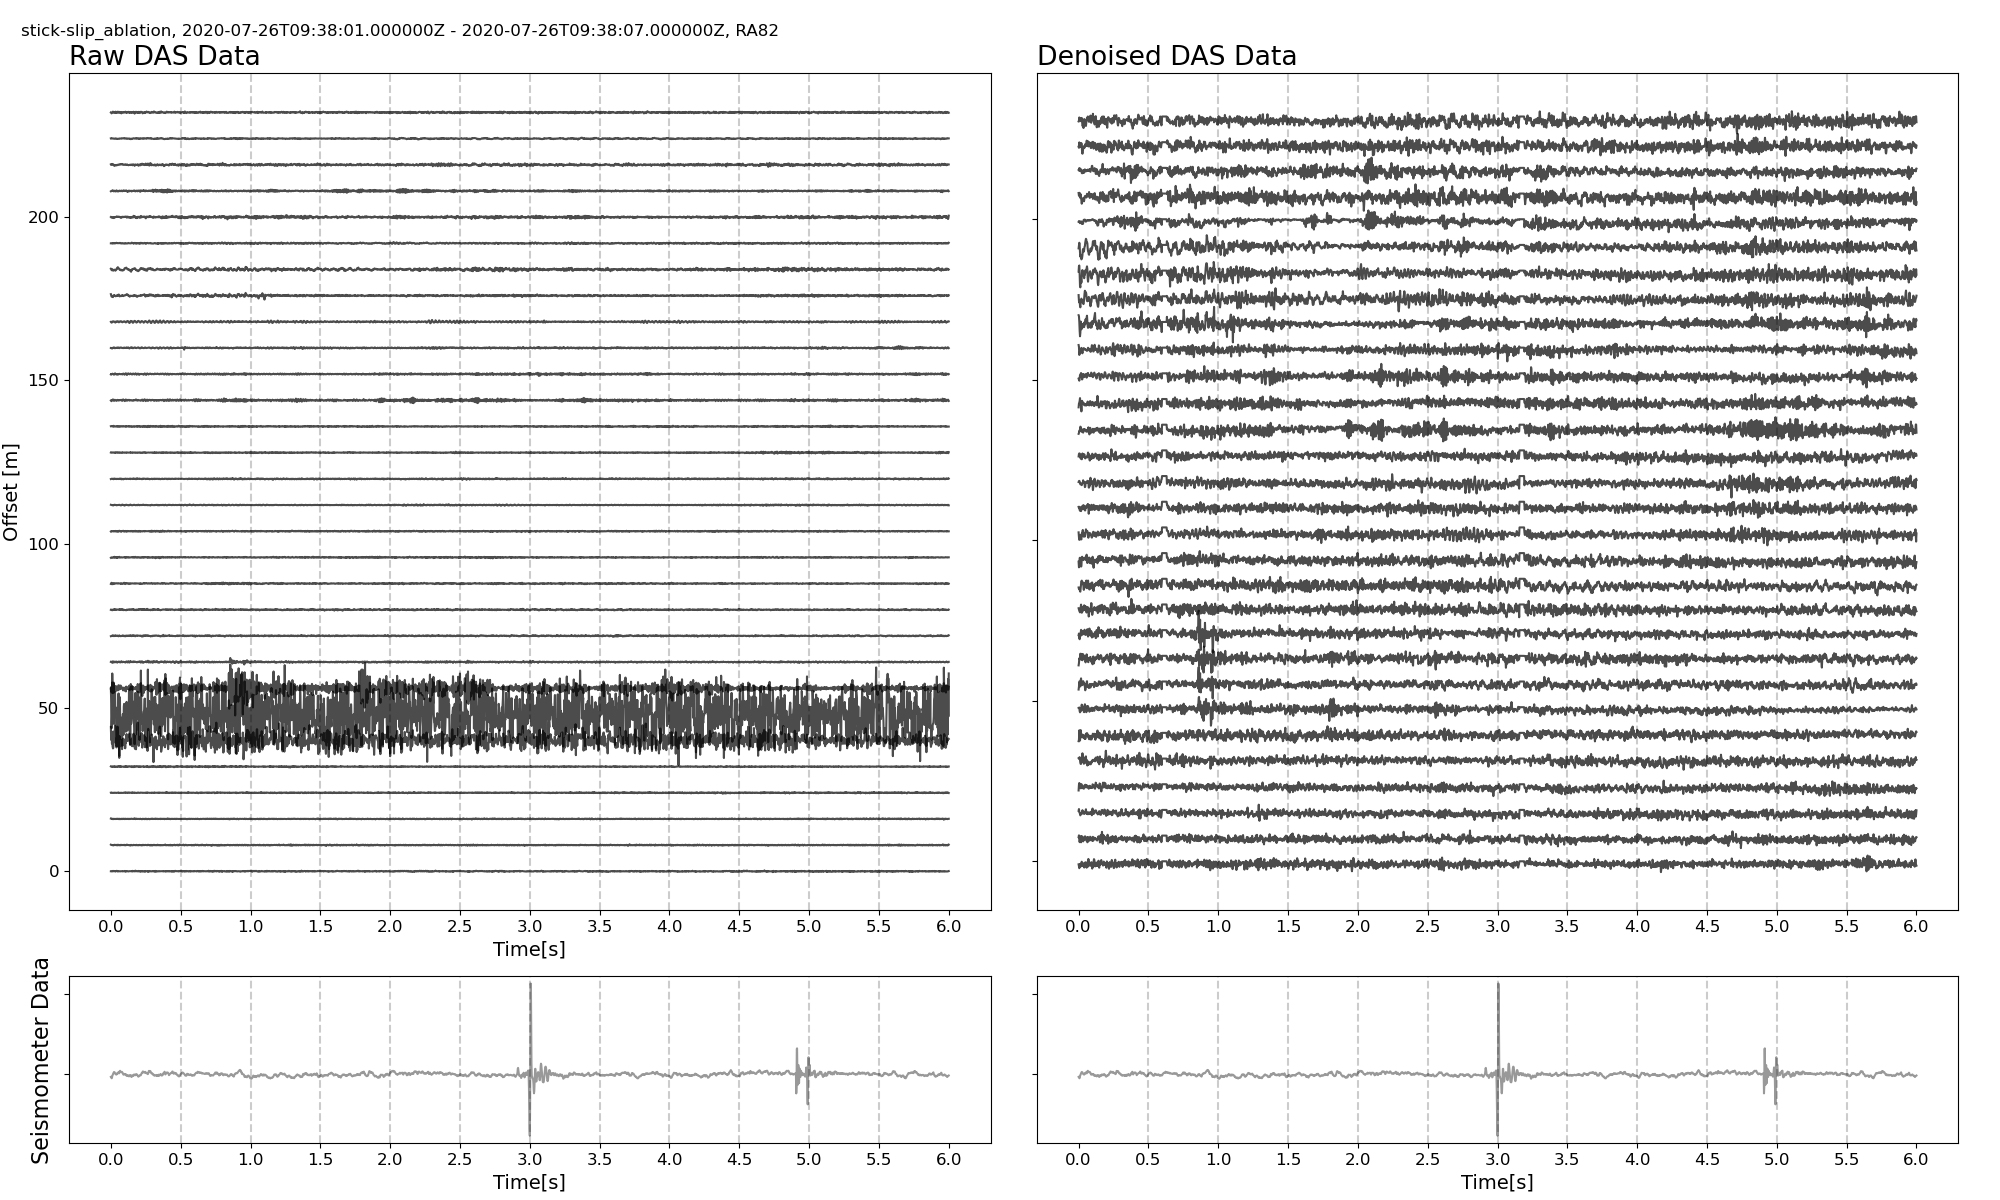 stick-slip_ablation, 2020-07-26T09:38:01.000000Z - 2020-07-26T09:38:07.000000Z, RA82
Raw DAS Data
Denoised DAS Data
Offset [m]
200
150
100
50
0
0.0 0.5 1.0 1.5 2.0 2.5 3.0 3.5 4.0 4.5 5.0 5.5 6.0
Time[s]
0.0 0.5 1.0 1.5 2.0 2.5 3.0 3.5 4.0 4.5 5.0 5.5 6.0
Seismometer Data
0.0 0.5 1.0 1.5 2.0 2.5 3.0 3.5 4.0 4.5 5.0 5.5 6.0
Time[s]
0.0 0.5 1.0 1.5 2.0 2.5 3.0 3.5 4.0 4.5 5.0 5.5 6.0
Time[s]